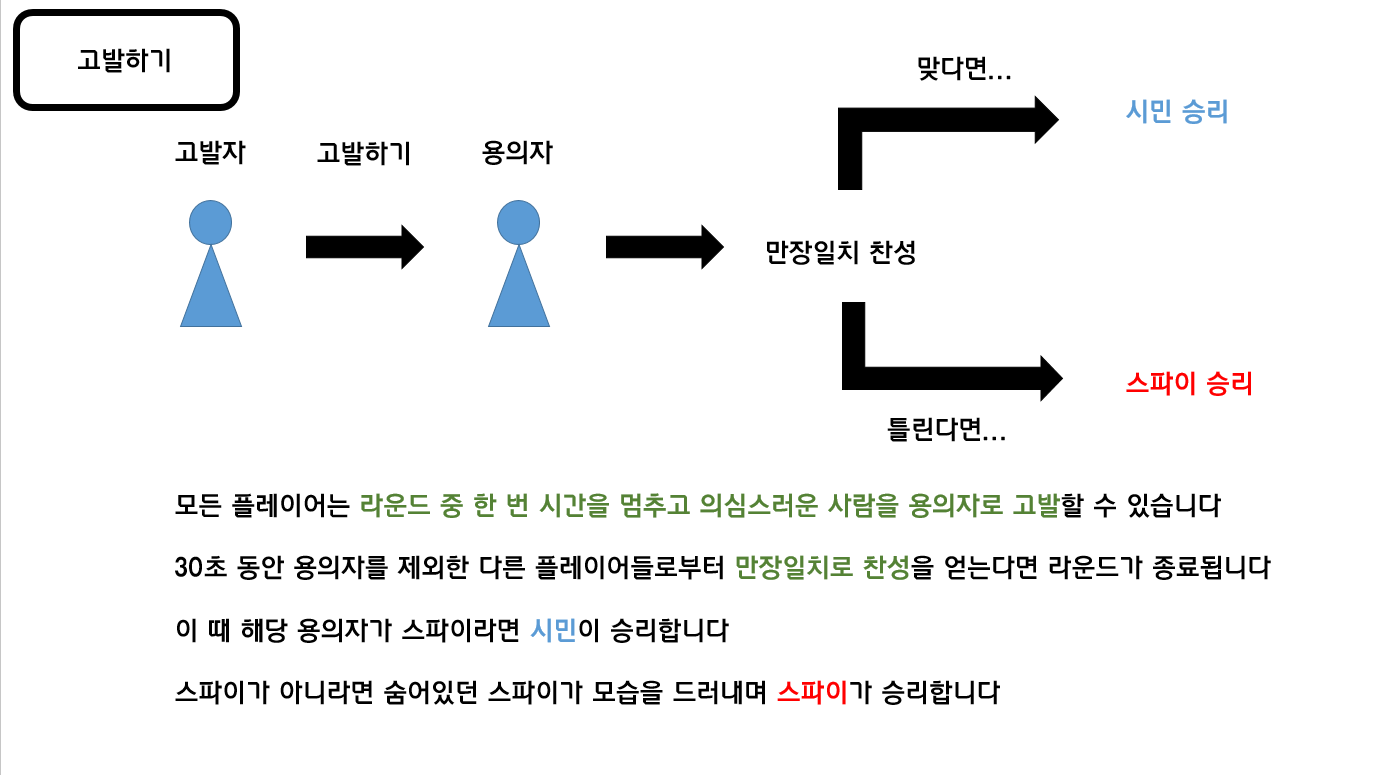 고발하기
맞다면...
시민 승리
고발자
고발하기
용의자
만장일치 찬성
스파이 승리
틀린다면...
모든 플레이어는 라운드 중 한 번 시간을 멈추고 의심스러운 사람을 용의자로 고발할 수 있습니다
30초 동안 용의자를 제외한 다른 플레이어들로부터 만장일치로 찬성을 얻는다면 라운드가 종료됩니다
이 때 해당 용의자가 스파이라면 시민이 승리합니다
스파이가 아니라면 숨어있던 스파이가 모습을 드러내며 스파이가 승리합니다